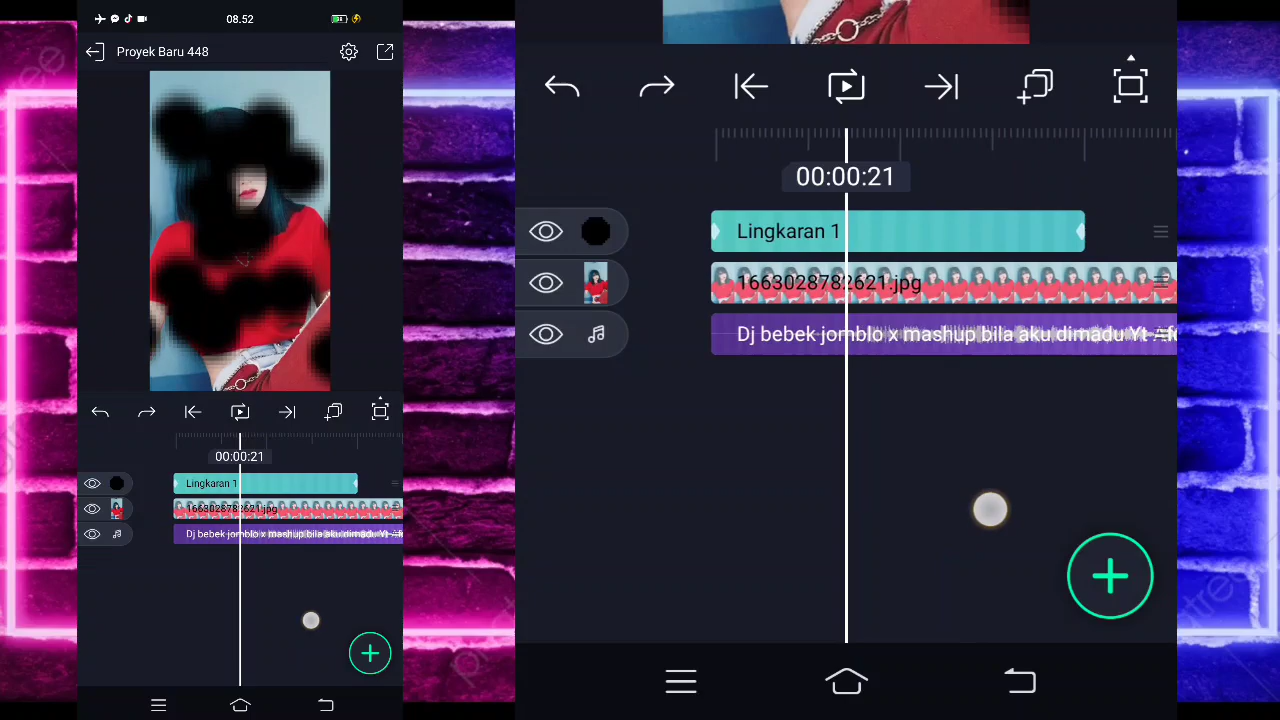 08.52
Proyek Baru 448
00:00:21
Lingkaran 1
1663028782621.jpg
Dj bebek jomblo x mashup bila aku dimadu Yt
00:00:21
Lingkaran 1
1663028782621.jpg
Dj bebek jomblo x mashup bila aku dimadu Yt